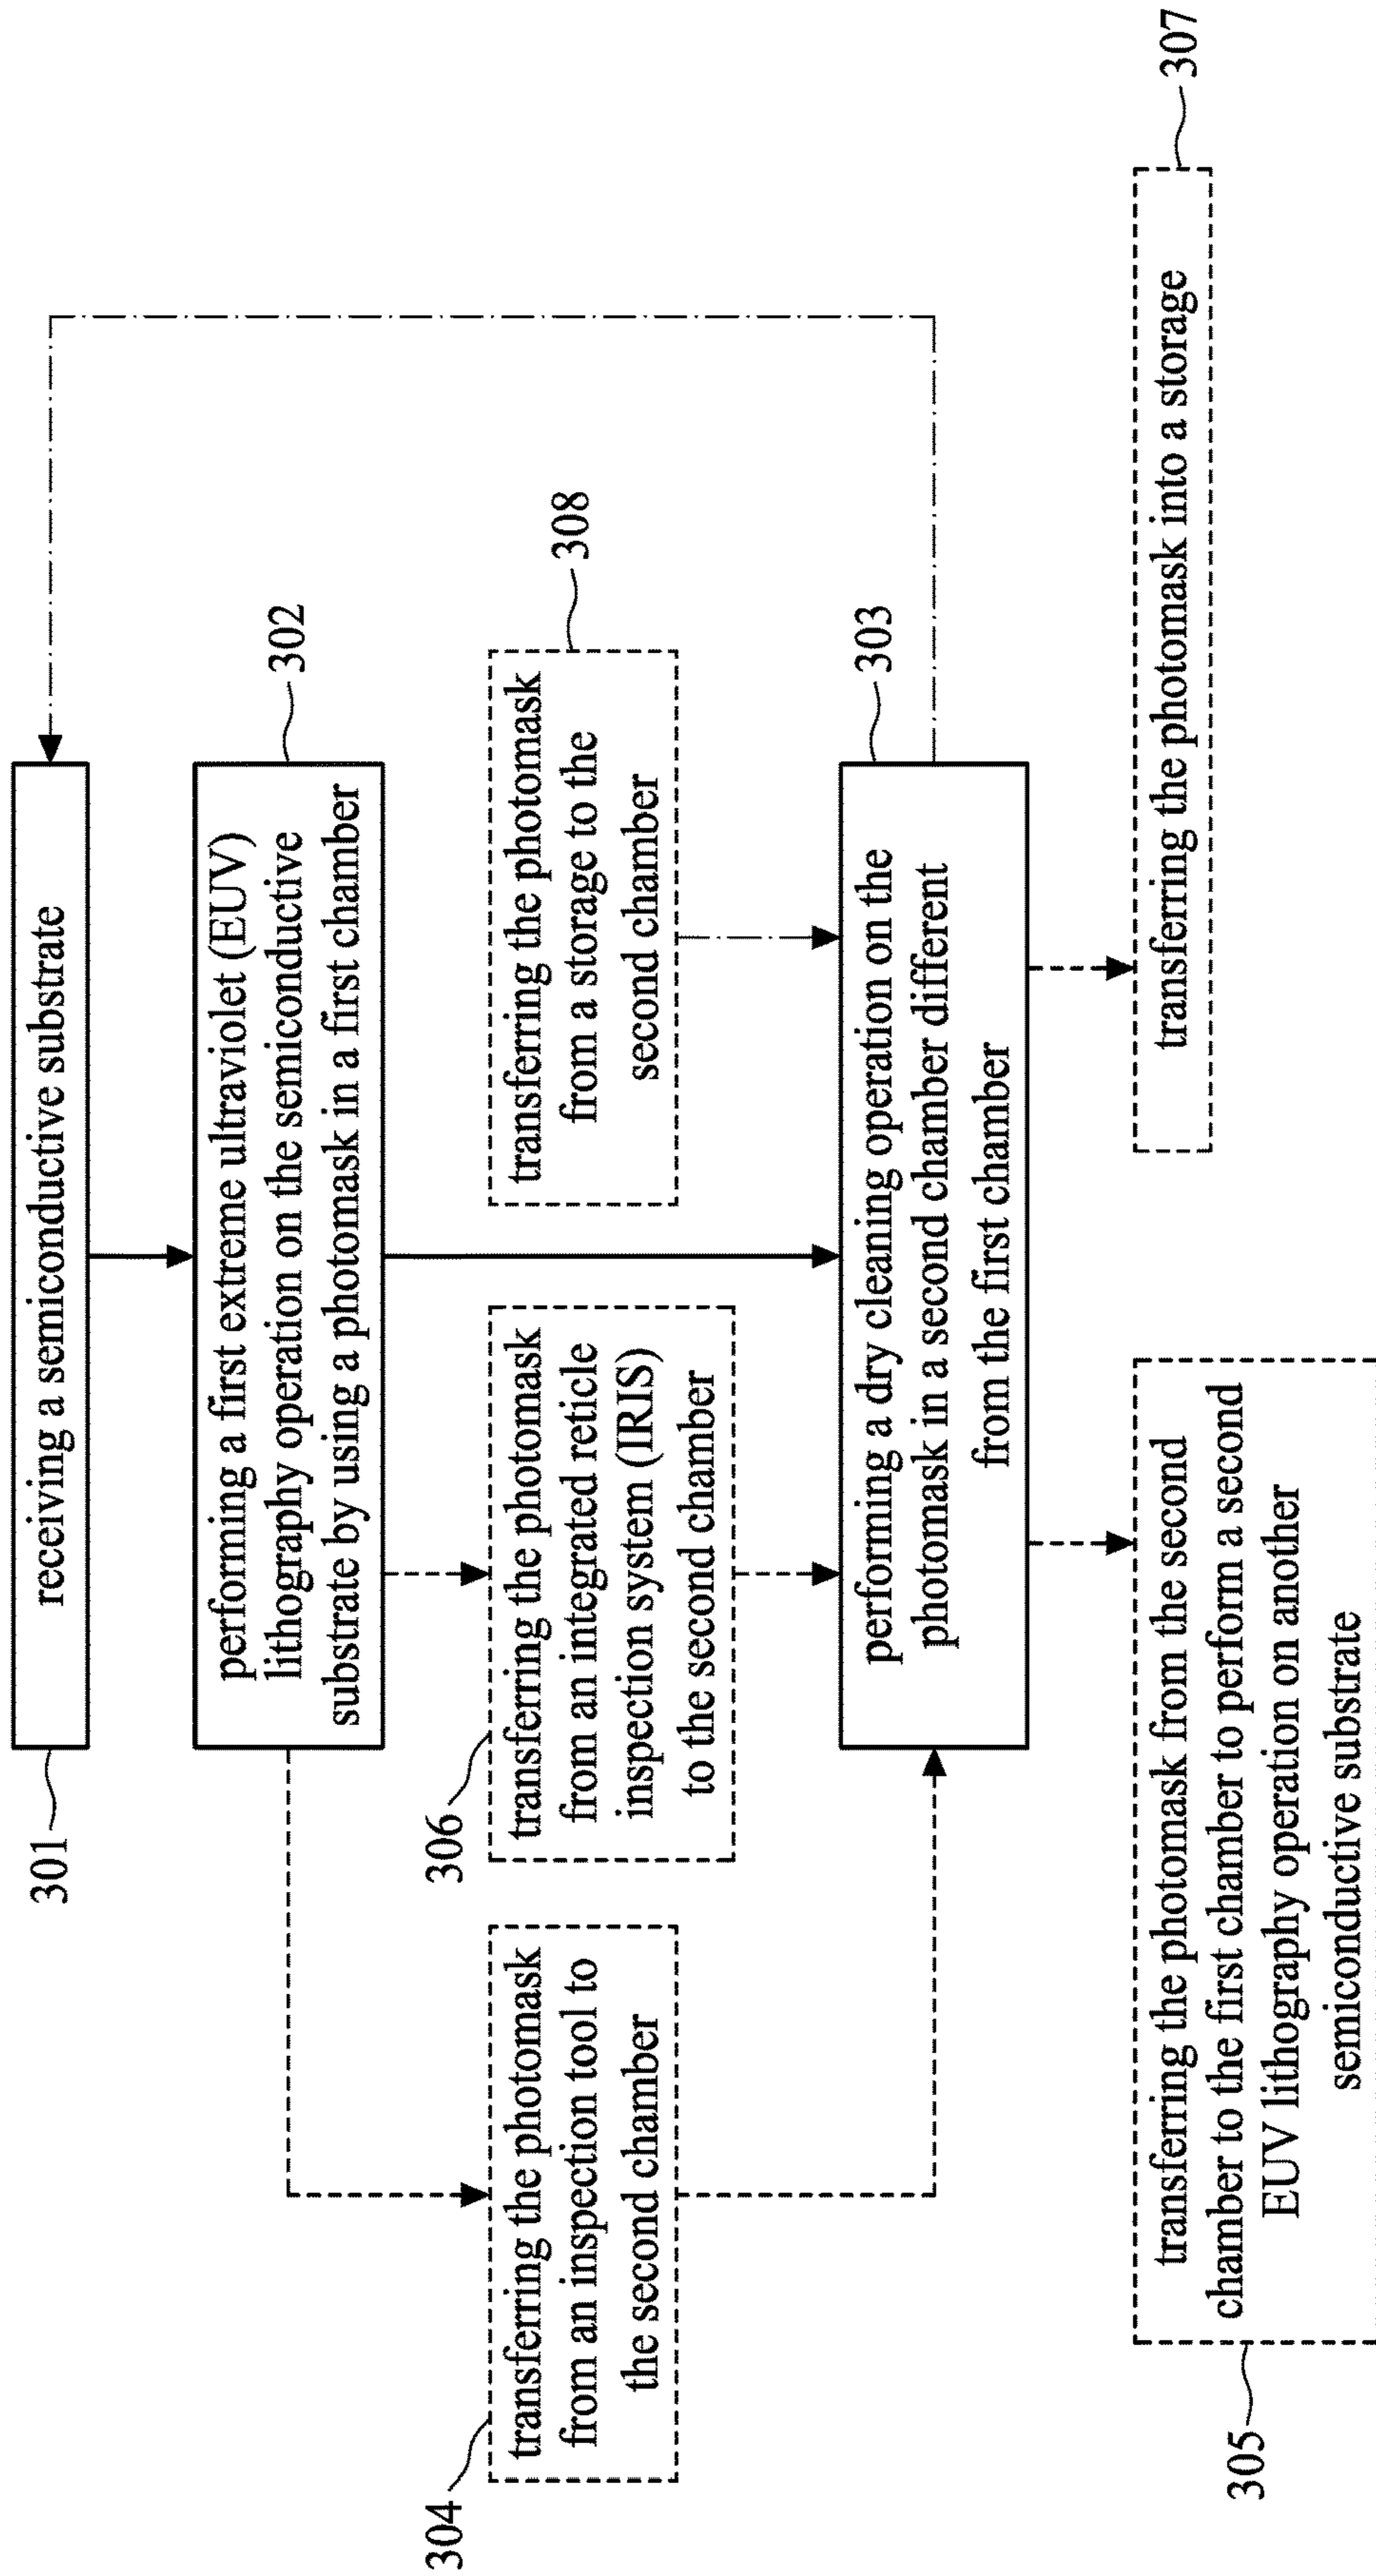 301
receiving a semiconductive substrate
performing a first extreme ultraviolet (EUV)
lithography operation on the semiconductive
substrate by using a photomask in a first chamber
302
304
transferring the photomask
from an inspection tool to
the second chamber
306
transferring the photomask
from an integrated reticle
inspection system (IRIS)
to the second chamber
transferring the photomask
from a storage to the
second chamber
308
performing a dry cleaning operation on the
photomask in a second chamber different
from the first chamber
303
305
transferring the photomask from the second
chamber to the first chamber to perform a second
EUV lithography operation on another
semiconductive substrate
transferring the photomask into a storage
307